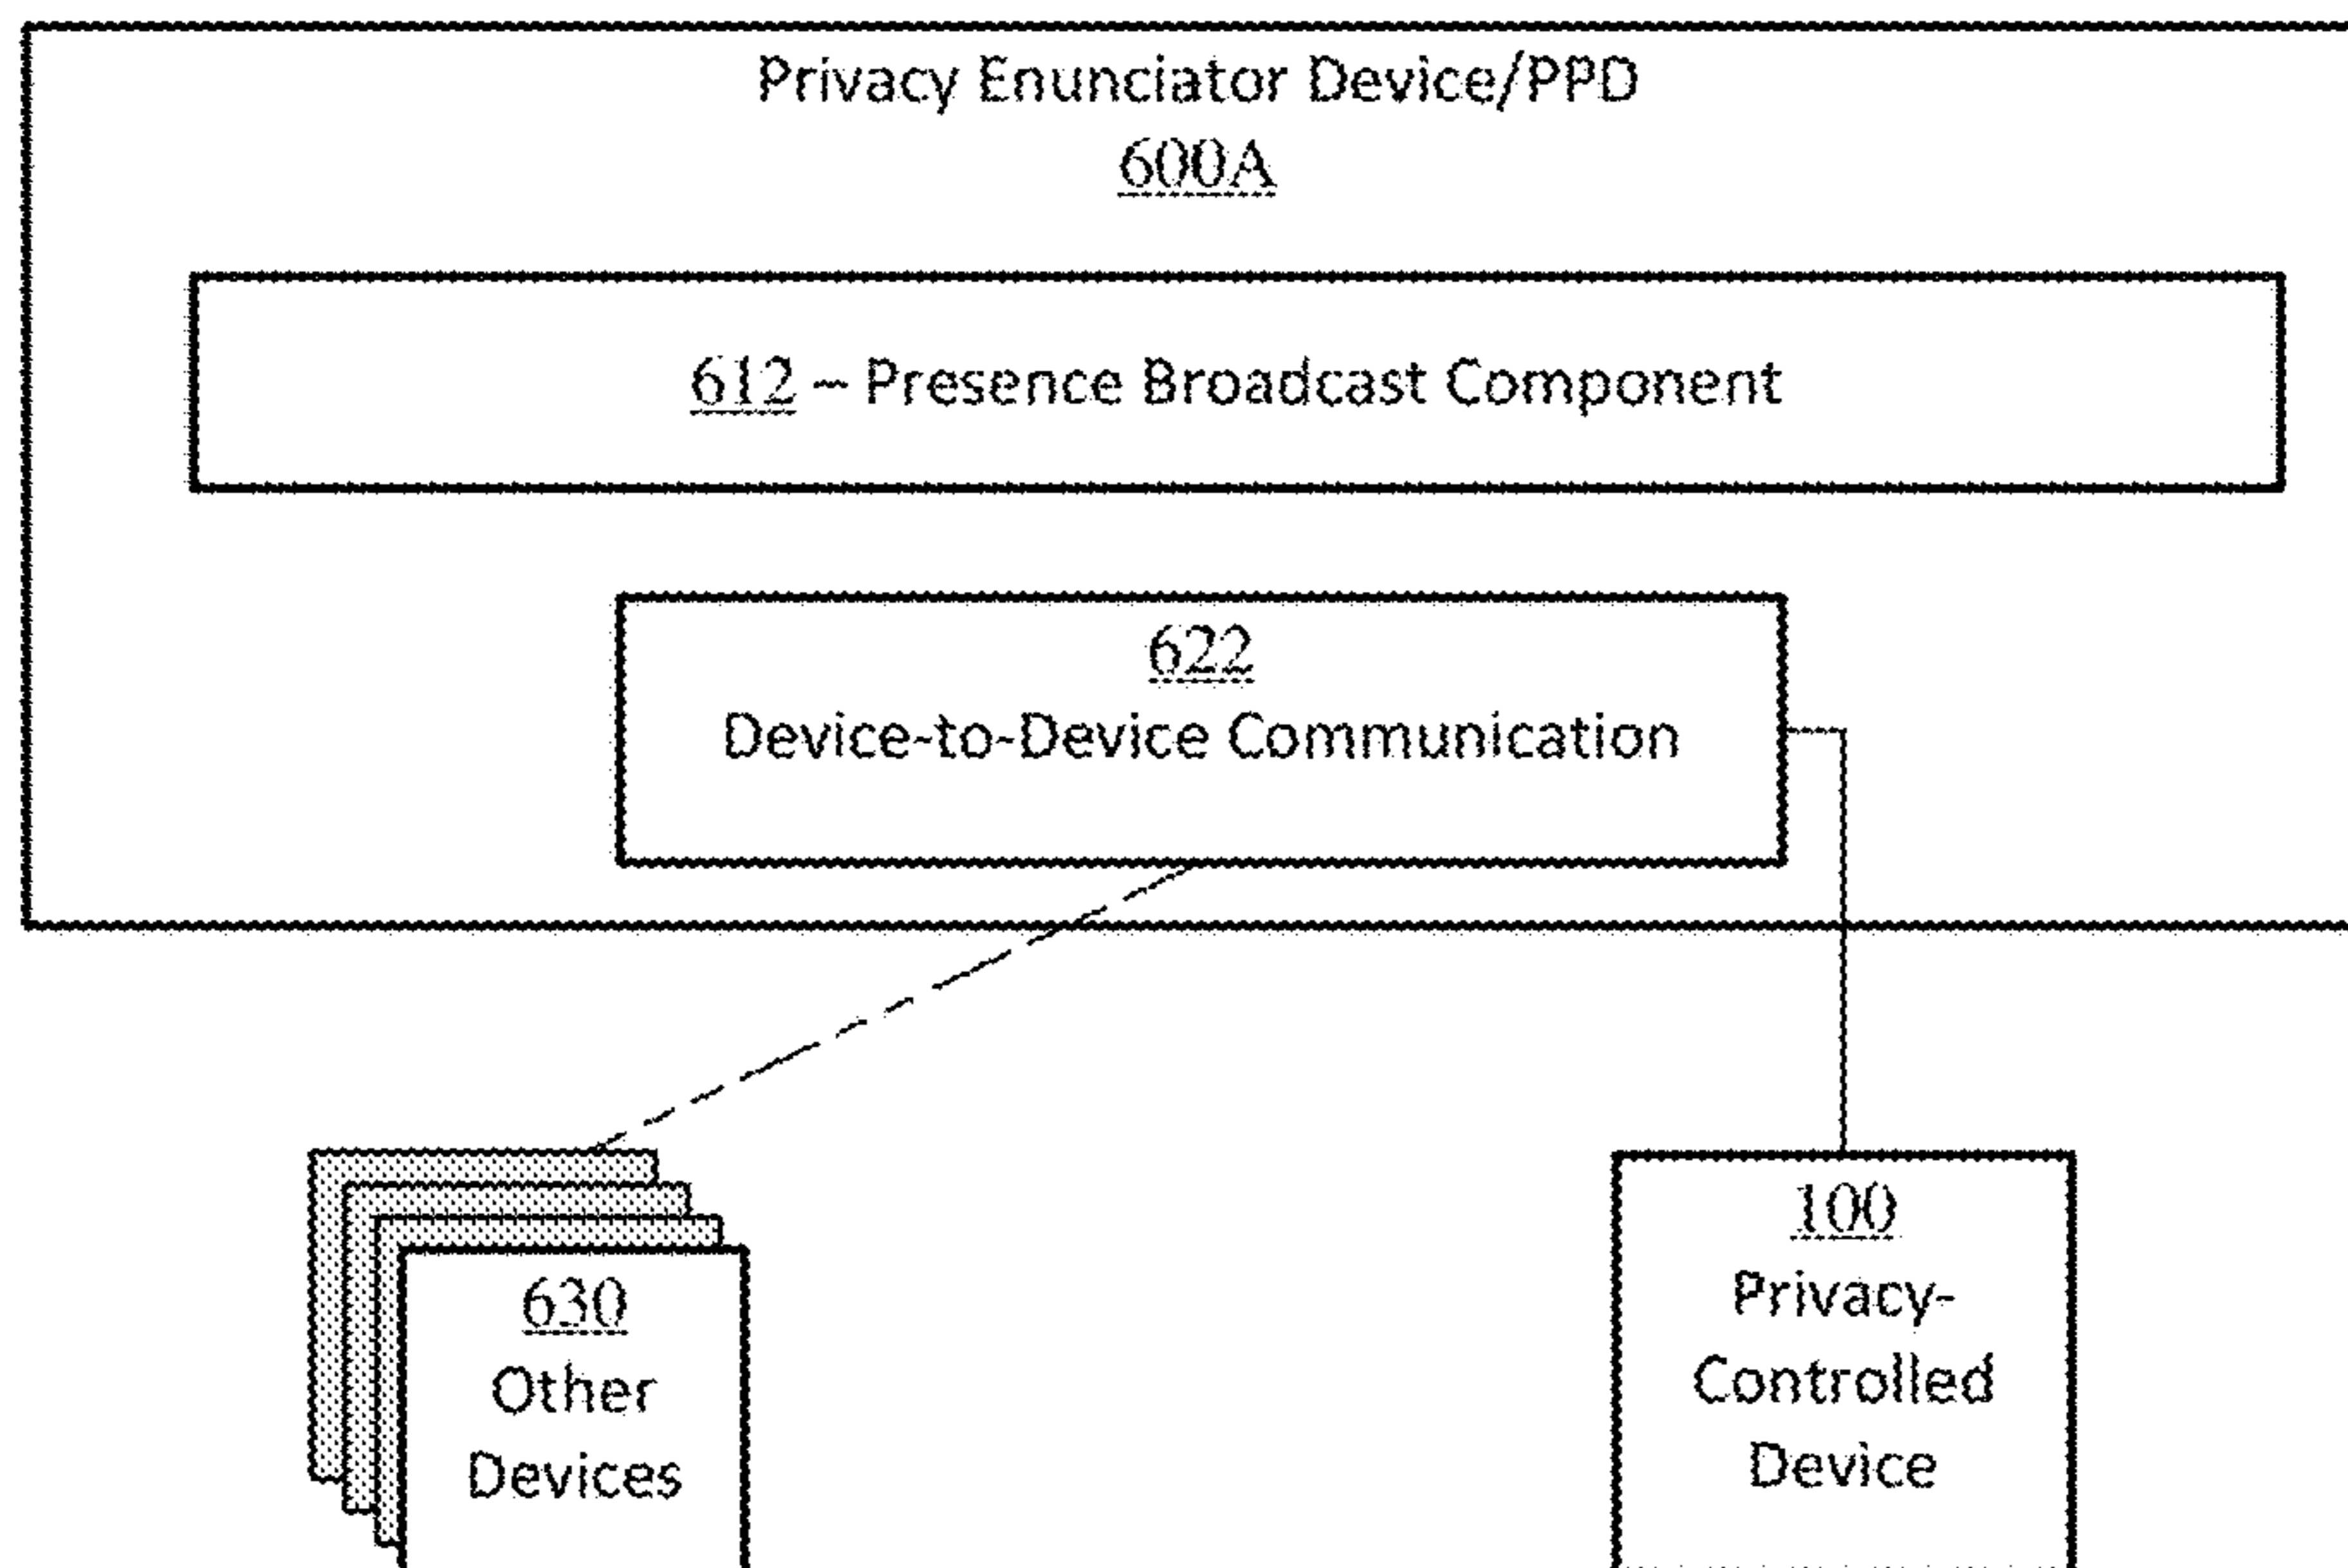 Privacy Enunciator Device/PPD
600A
612 – Presence Broadcast Component
622
Device-to-Device Communication
630
Other
Devices
100
Privacy-
Controlled
Device